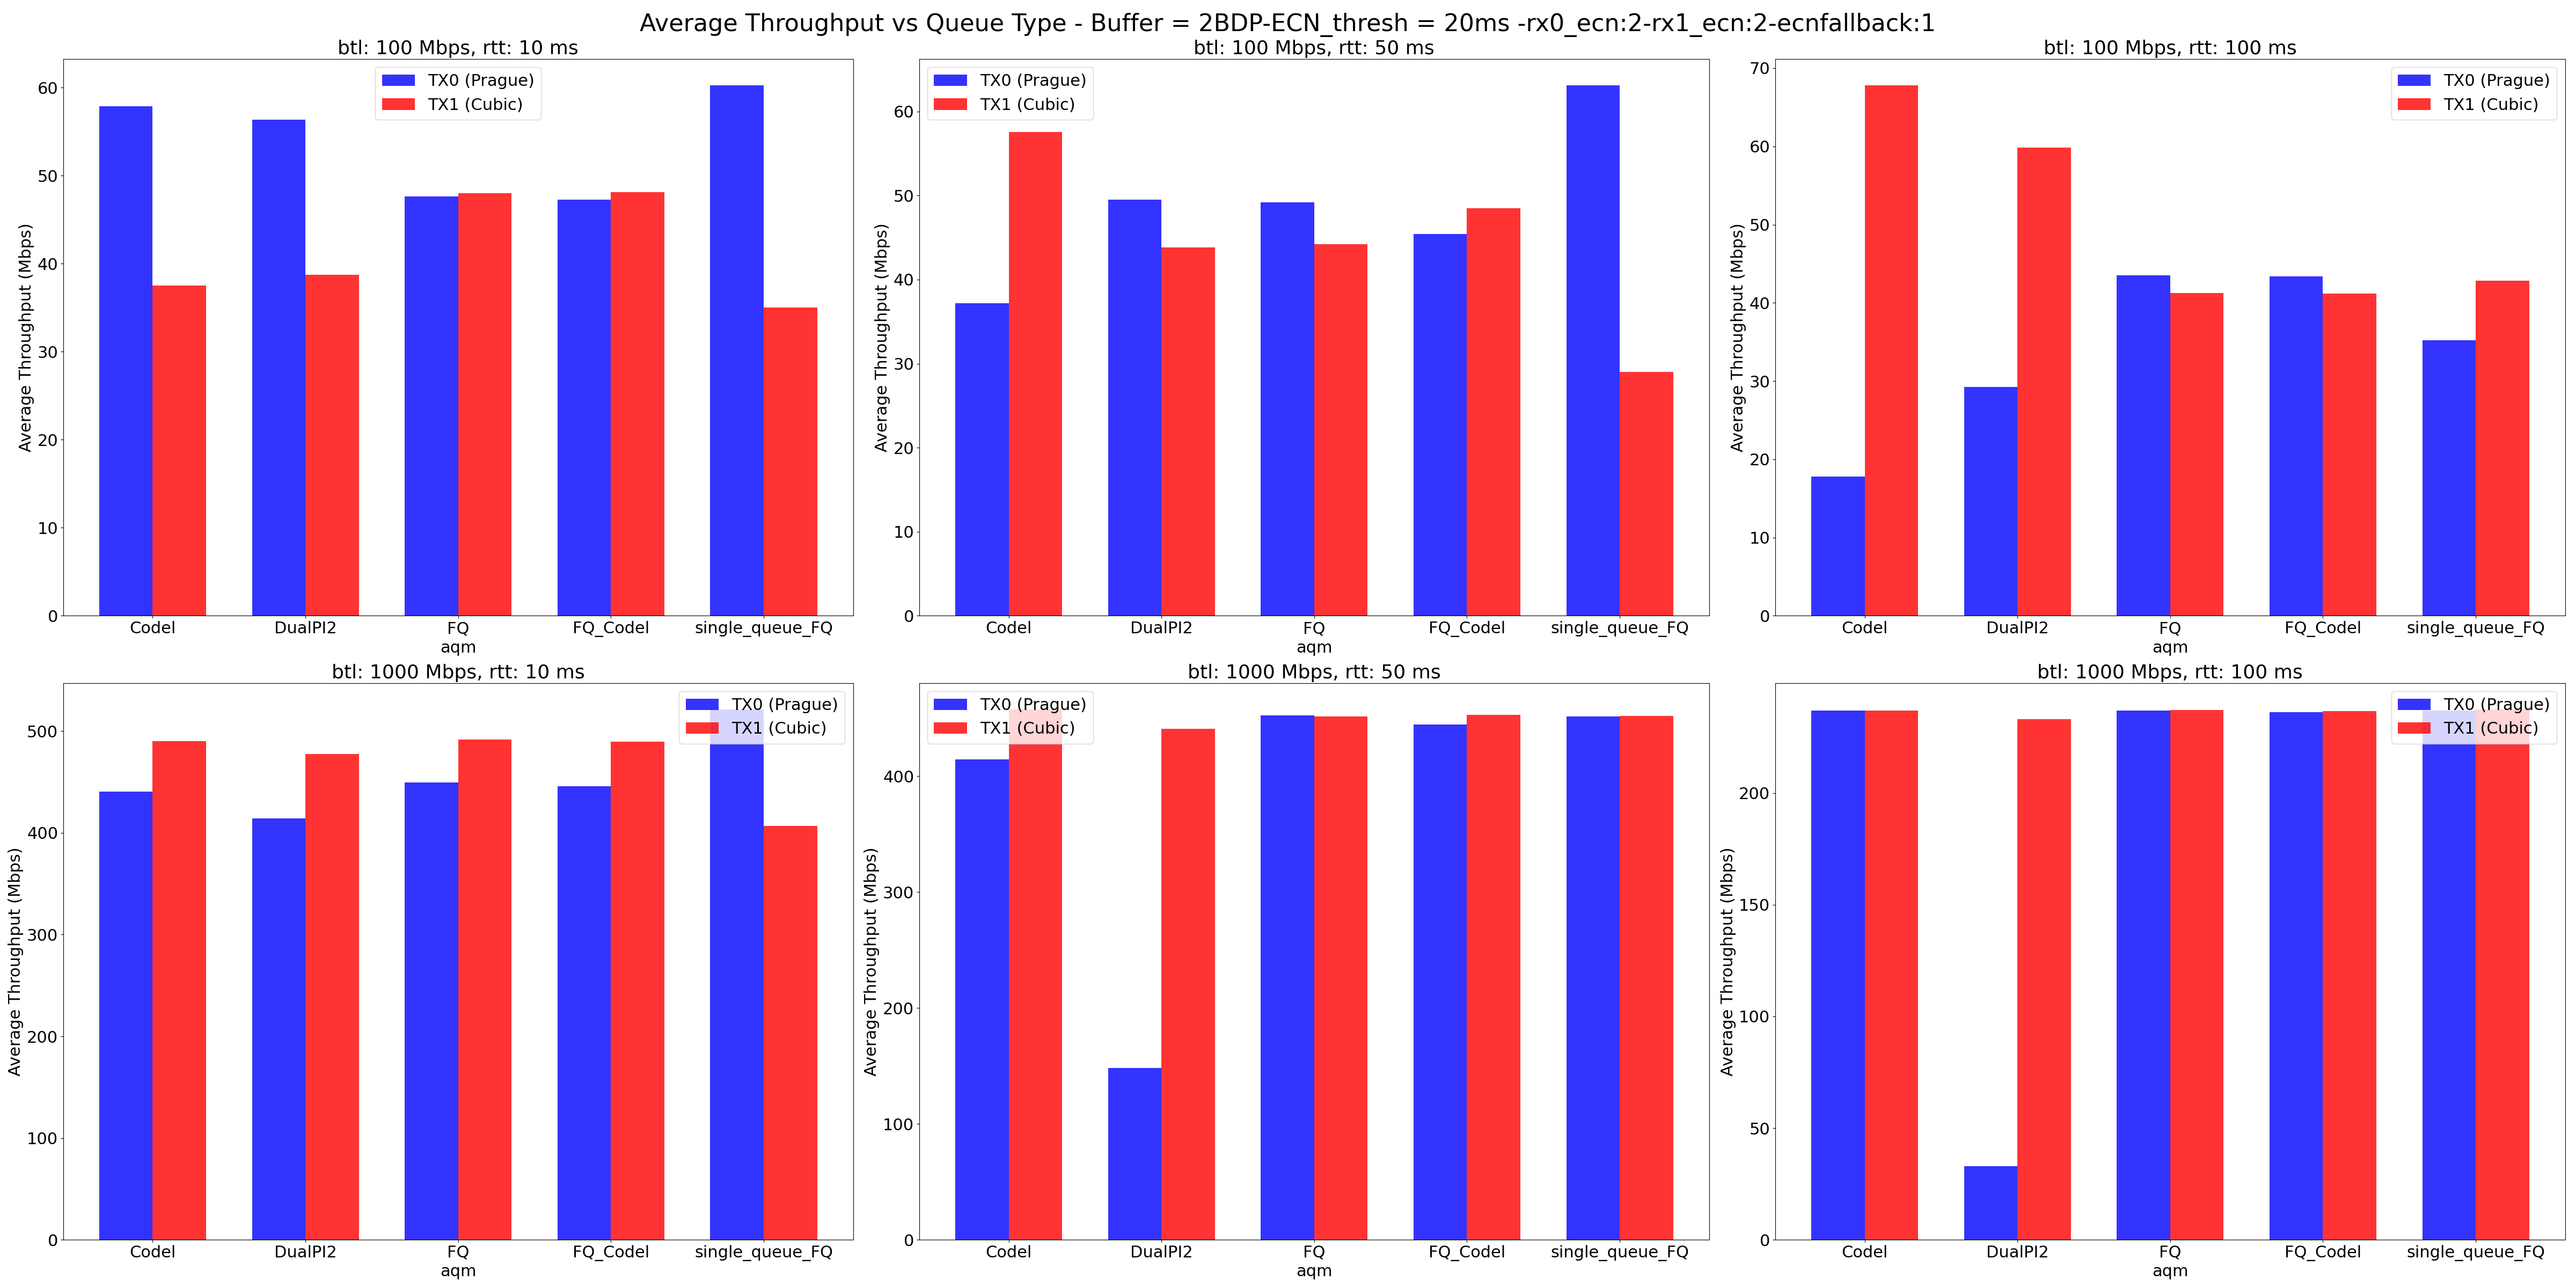 Average Throughput vs Queue Type - Buffer = 2BDP-ECN_thresh = 20ms -rx0_ecn:2-rx1_ecn:2-ecnfallback:1
btl: 100 Mbps, rtt: 10 ms
TX0 (Prague)
TX1 (Cubic)
Average Throughput (Mbps)
60
50
40
30
20
10
0
Codel DualPI2 FQ FQ_Codel single_queue_FQ
aqm
btl: 100 Mbps, rtt: 50 ms
TX0 (Prague)
TX1 (Cubic)
Average Throughput (Mbps)
60
50
40
30
20
10
0
Codel DualPI2 FQ FQ_Codel single_queue_FQ
aqm
btl: 100 Mbps, rtt: 100 ms
TX0 (Prague)
TX1 (Cubic)
Average Throughput (Mbps)
70
60
50
40
30
20
10
0
Codel DualPI2 FQ FQ_Codel single_queue_FQ
aqm
btl: 1000 Mbps, rtt: 10 ms
TX0 (Prague)
TX1 (Cubic)
Average Throughput (Mbps)
500
400
300
200
100
0
Codel DualPI2 FQ FQ_Codel single_queue_FQ
aqm
btl: 1000 Mbps, rtt: 50 ms
TX0 (Prague)
TX1 (Cubic)
Average Throughput (Mbps)
400
300
200
100
0
Codel DualPI2 FQ FQ_Codel single_queue_FQ
aqm
btl: 1000 Mbps, rtt: 100 ms
TX0 (Prague)
TX1 (Cubic)
Average Throughput (Mbps)
200
150
100
50
0
Codel DualPI2 FQ FQ_Codel single_queue_FQ
aqm